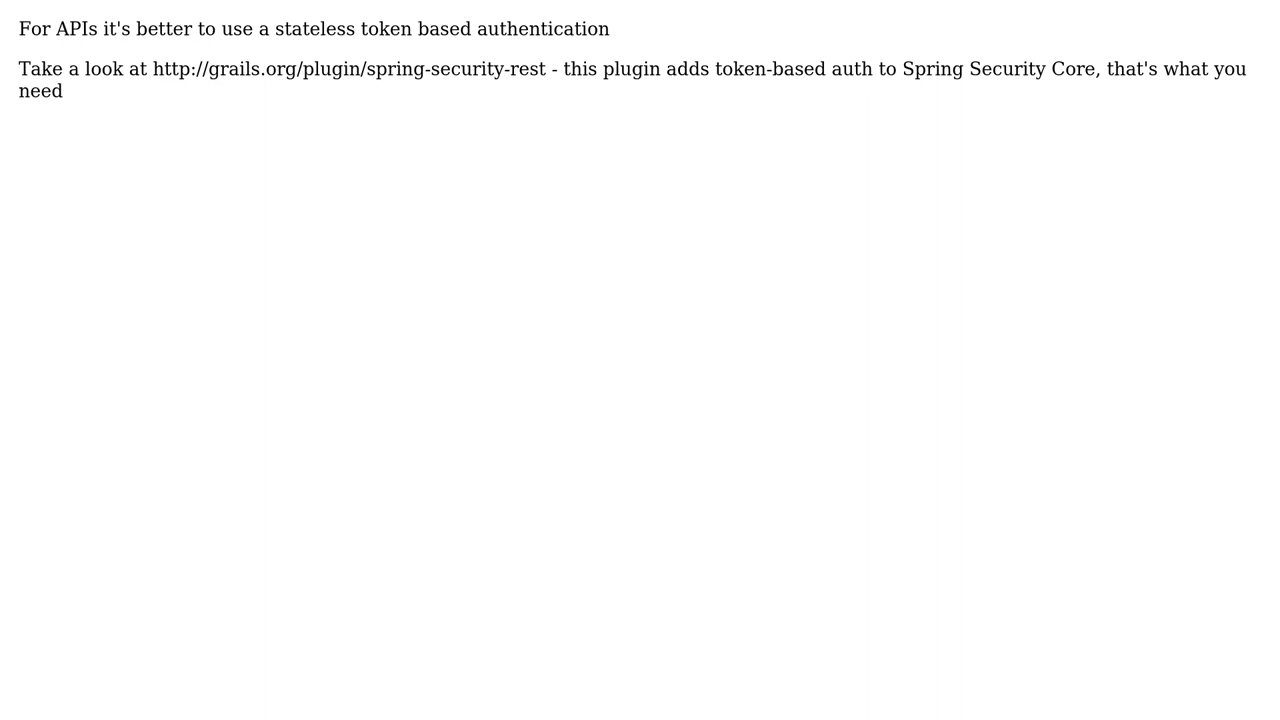 For APIs it's better to use a stateless token based authentication
Take a look at http://grails.org/plugin/spring-security-rest - this plugin adds token-based auth to Spring Security Core, that's what you
need